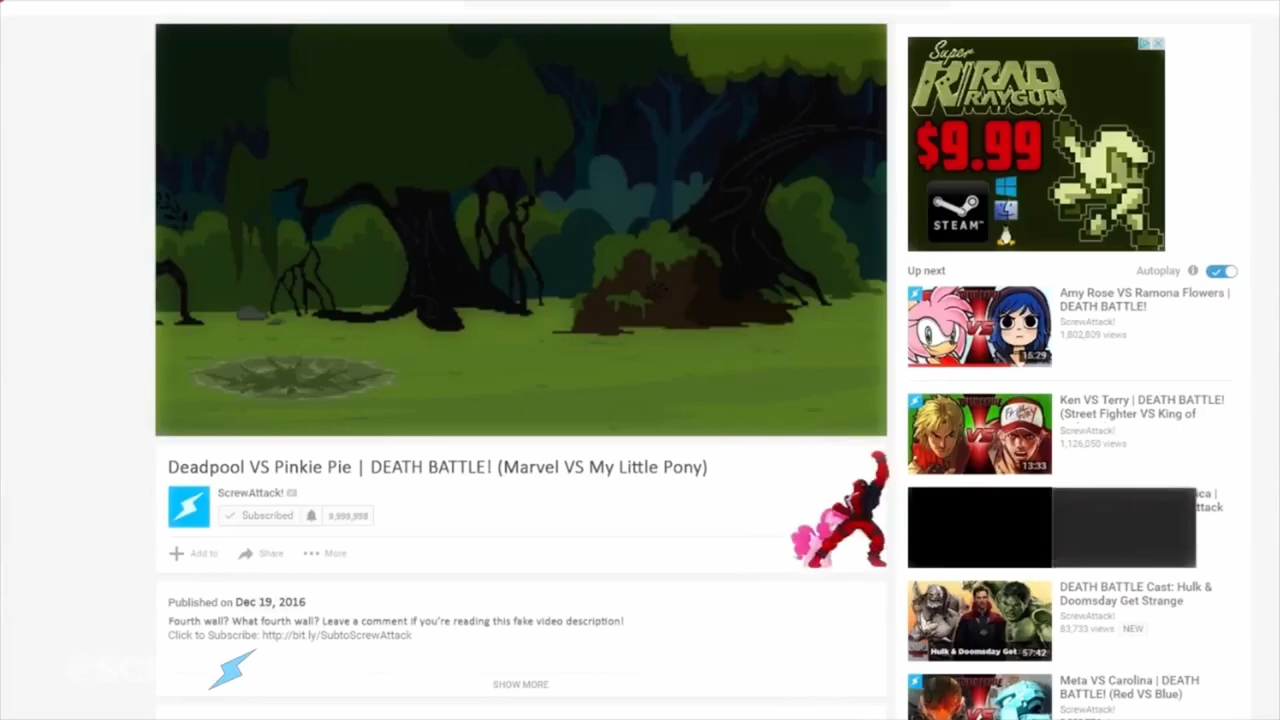 Super
RAD
RAYGUN
$9.99
STEAM™
Up next
Autoplay
Amy Rose VS Ramona Flowers |
DEATH BATTLE!
ScrewAttack!
1,802,809 views
15:29
VS
Ken VS Terry | DEATH BATTLE!
(Street Fighter VS King of
ScrewAttack!
1,126,050 views
13:33
VS
ttack
DEATH BATTLE Cast: Hulk &
Doomsday Get Strange
ScrewAttack!
83,733 views NEW
Hulk & Doomsday Get
57:42
Meta VS Carolina | DEATH
BATTLE! (Red VS Blue)
ScrewAttack!
Deadpool VS Pinkie Pie | DEATH BATTLE! (Marvel VS My Little Pony)
ScrewAttack!
Subscribed 9,999,998
Add to Share More
Published on Dec 19, 2016
Fourth wall? What fourth wall? Leave a comment if you're reading this fake video description!
Click to Subscribe: http://bit.ly/SubtoScrewAttack
SHOW MORE